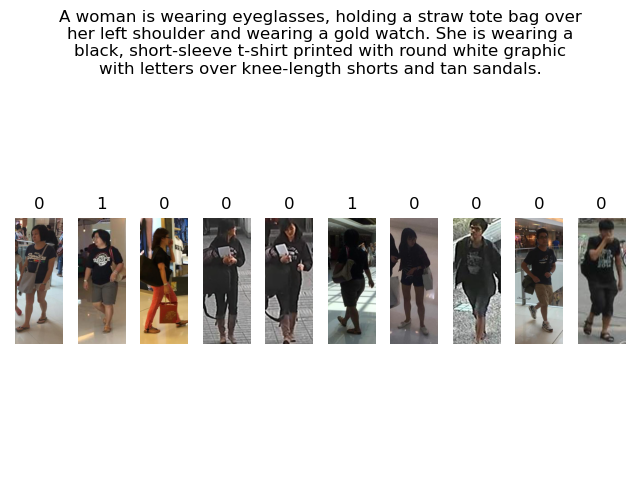 A woman is wearing eyeglasses, holding a straw tote bag over
her left shoulder and wearing a gold watch. She is wearing a
black, short-sleeve t-shirt printed with round white graphic
with letters over knee-length shorts and tan sandals.
0 1 0 0 0 1 0 0 0 0